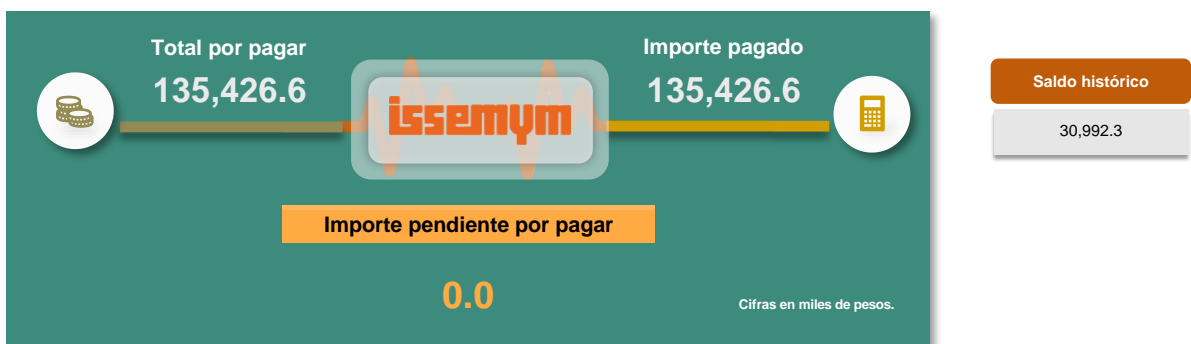 Total por pagar
135,426.6
issemym
Importe pagado
135,426.6
Importe pendiente por pagar
0.0
Cifras en miles de pesos.
Saldo histórico
30,992.3